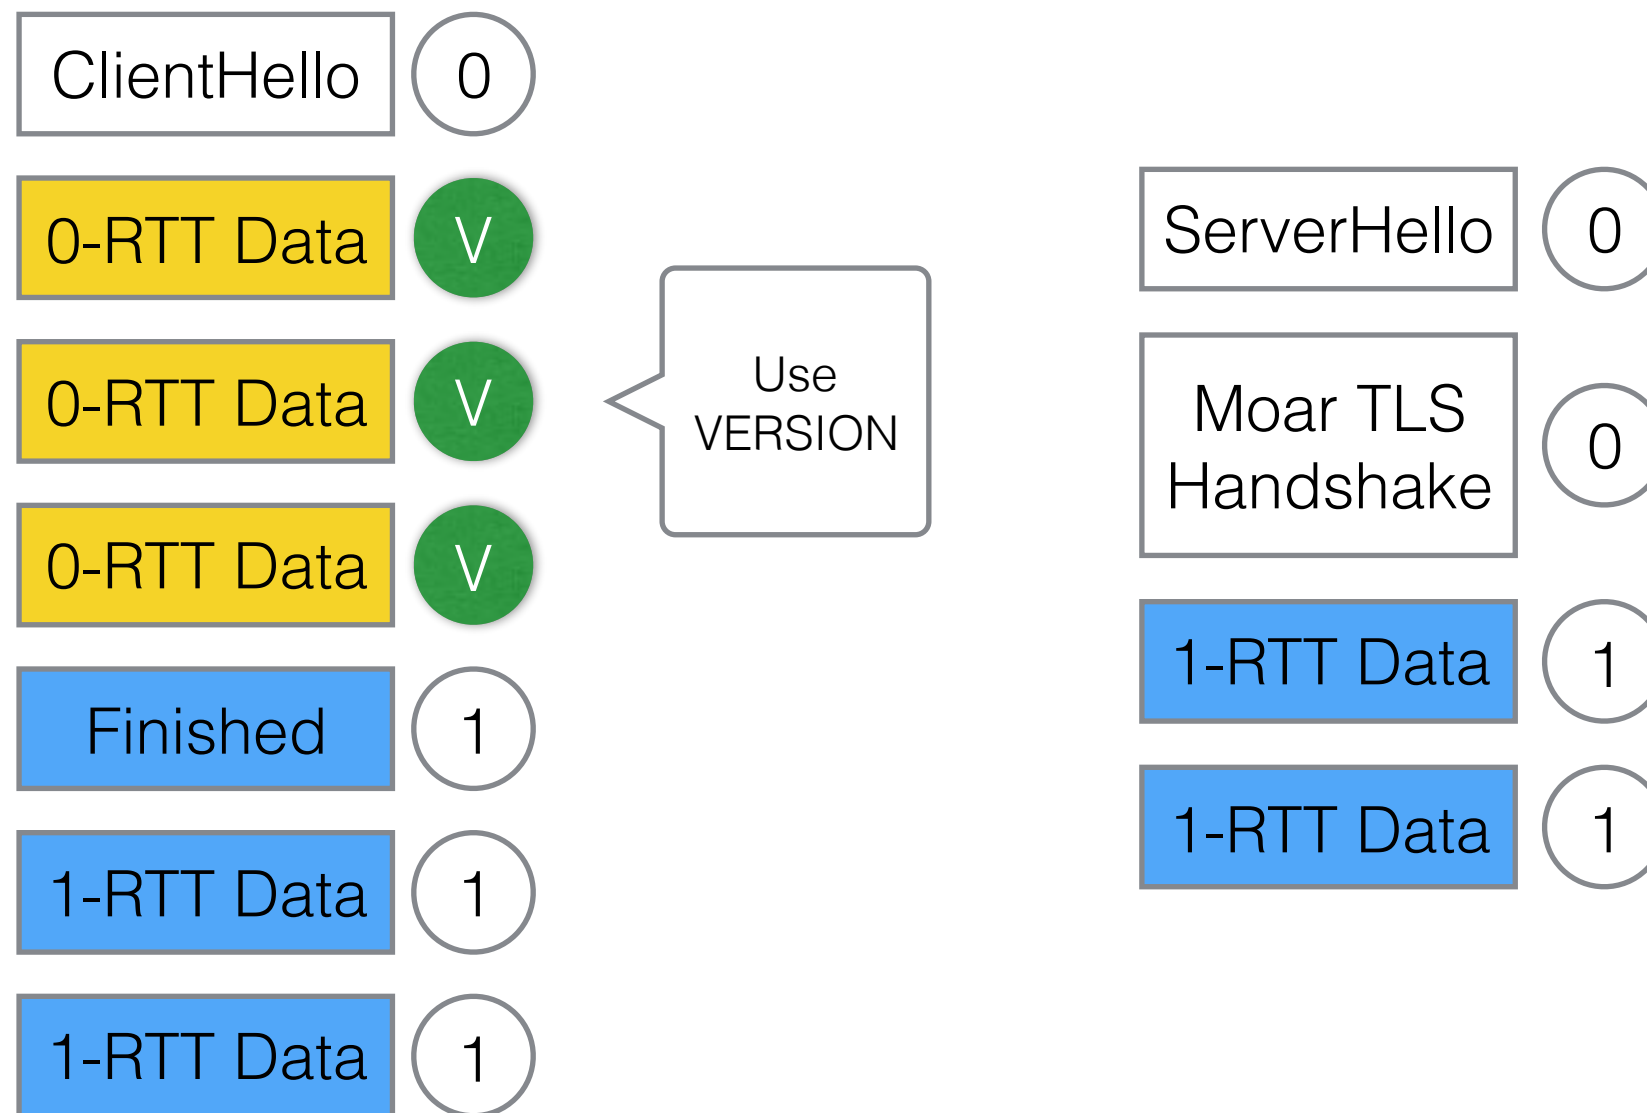 ClientHello
0
0-RTT Data
V
0-RTT Data
V
0-RTT Data
V
Finished
1
1-RTT Data
1
1-RTT Data
1
Use
VERSION
ServerHello
0
Moar TLS
Handshake
0
1-RTT Data
1
1-RTT Data
1